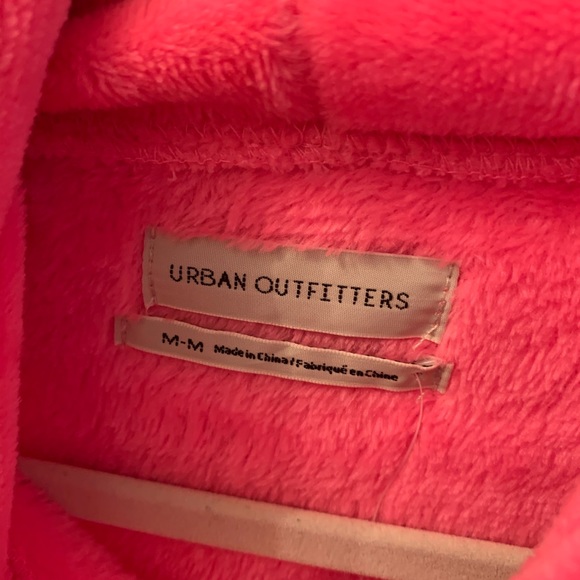 URBAN OUTFITTERS
M-M Made in China / Fabriqué en Chine